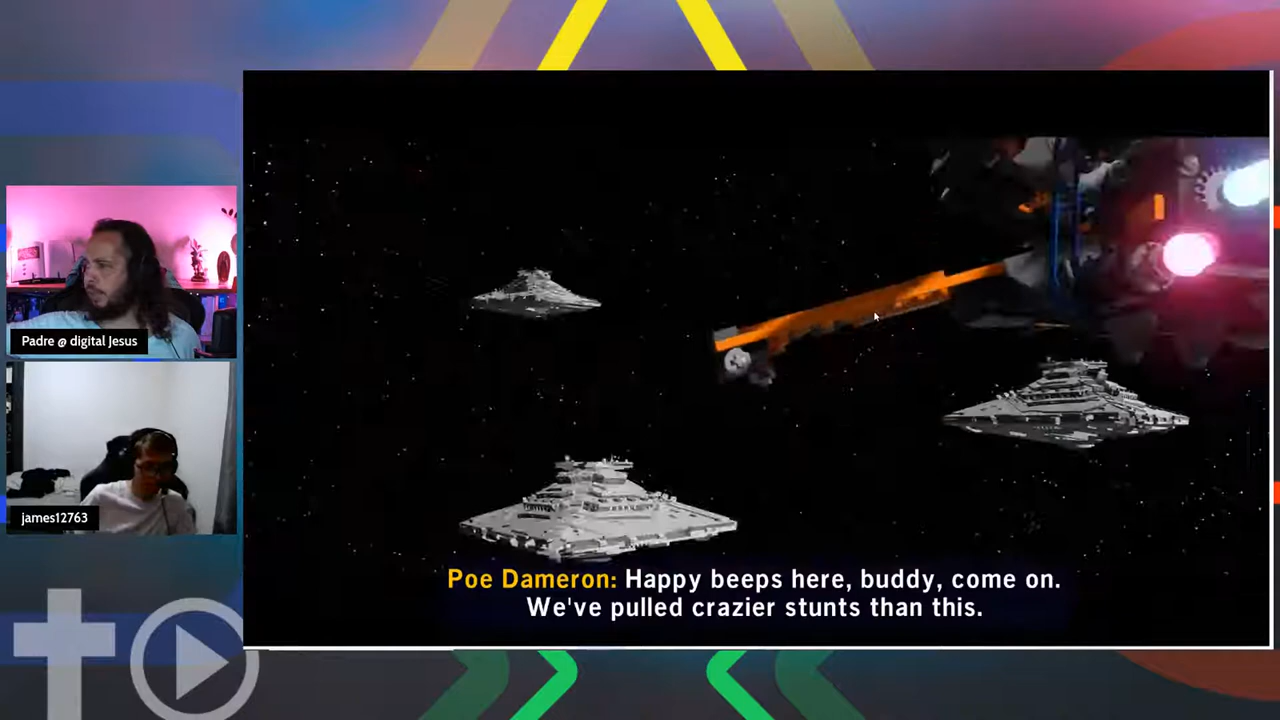 Padre @ digital Jesus
james12763
Poe Dameron: Happy beeps here, buddy, come on.
We've pulled crazier stunts than this.